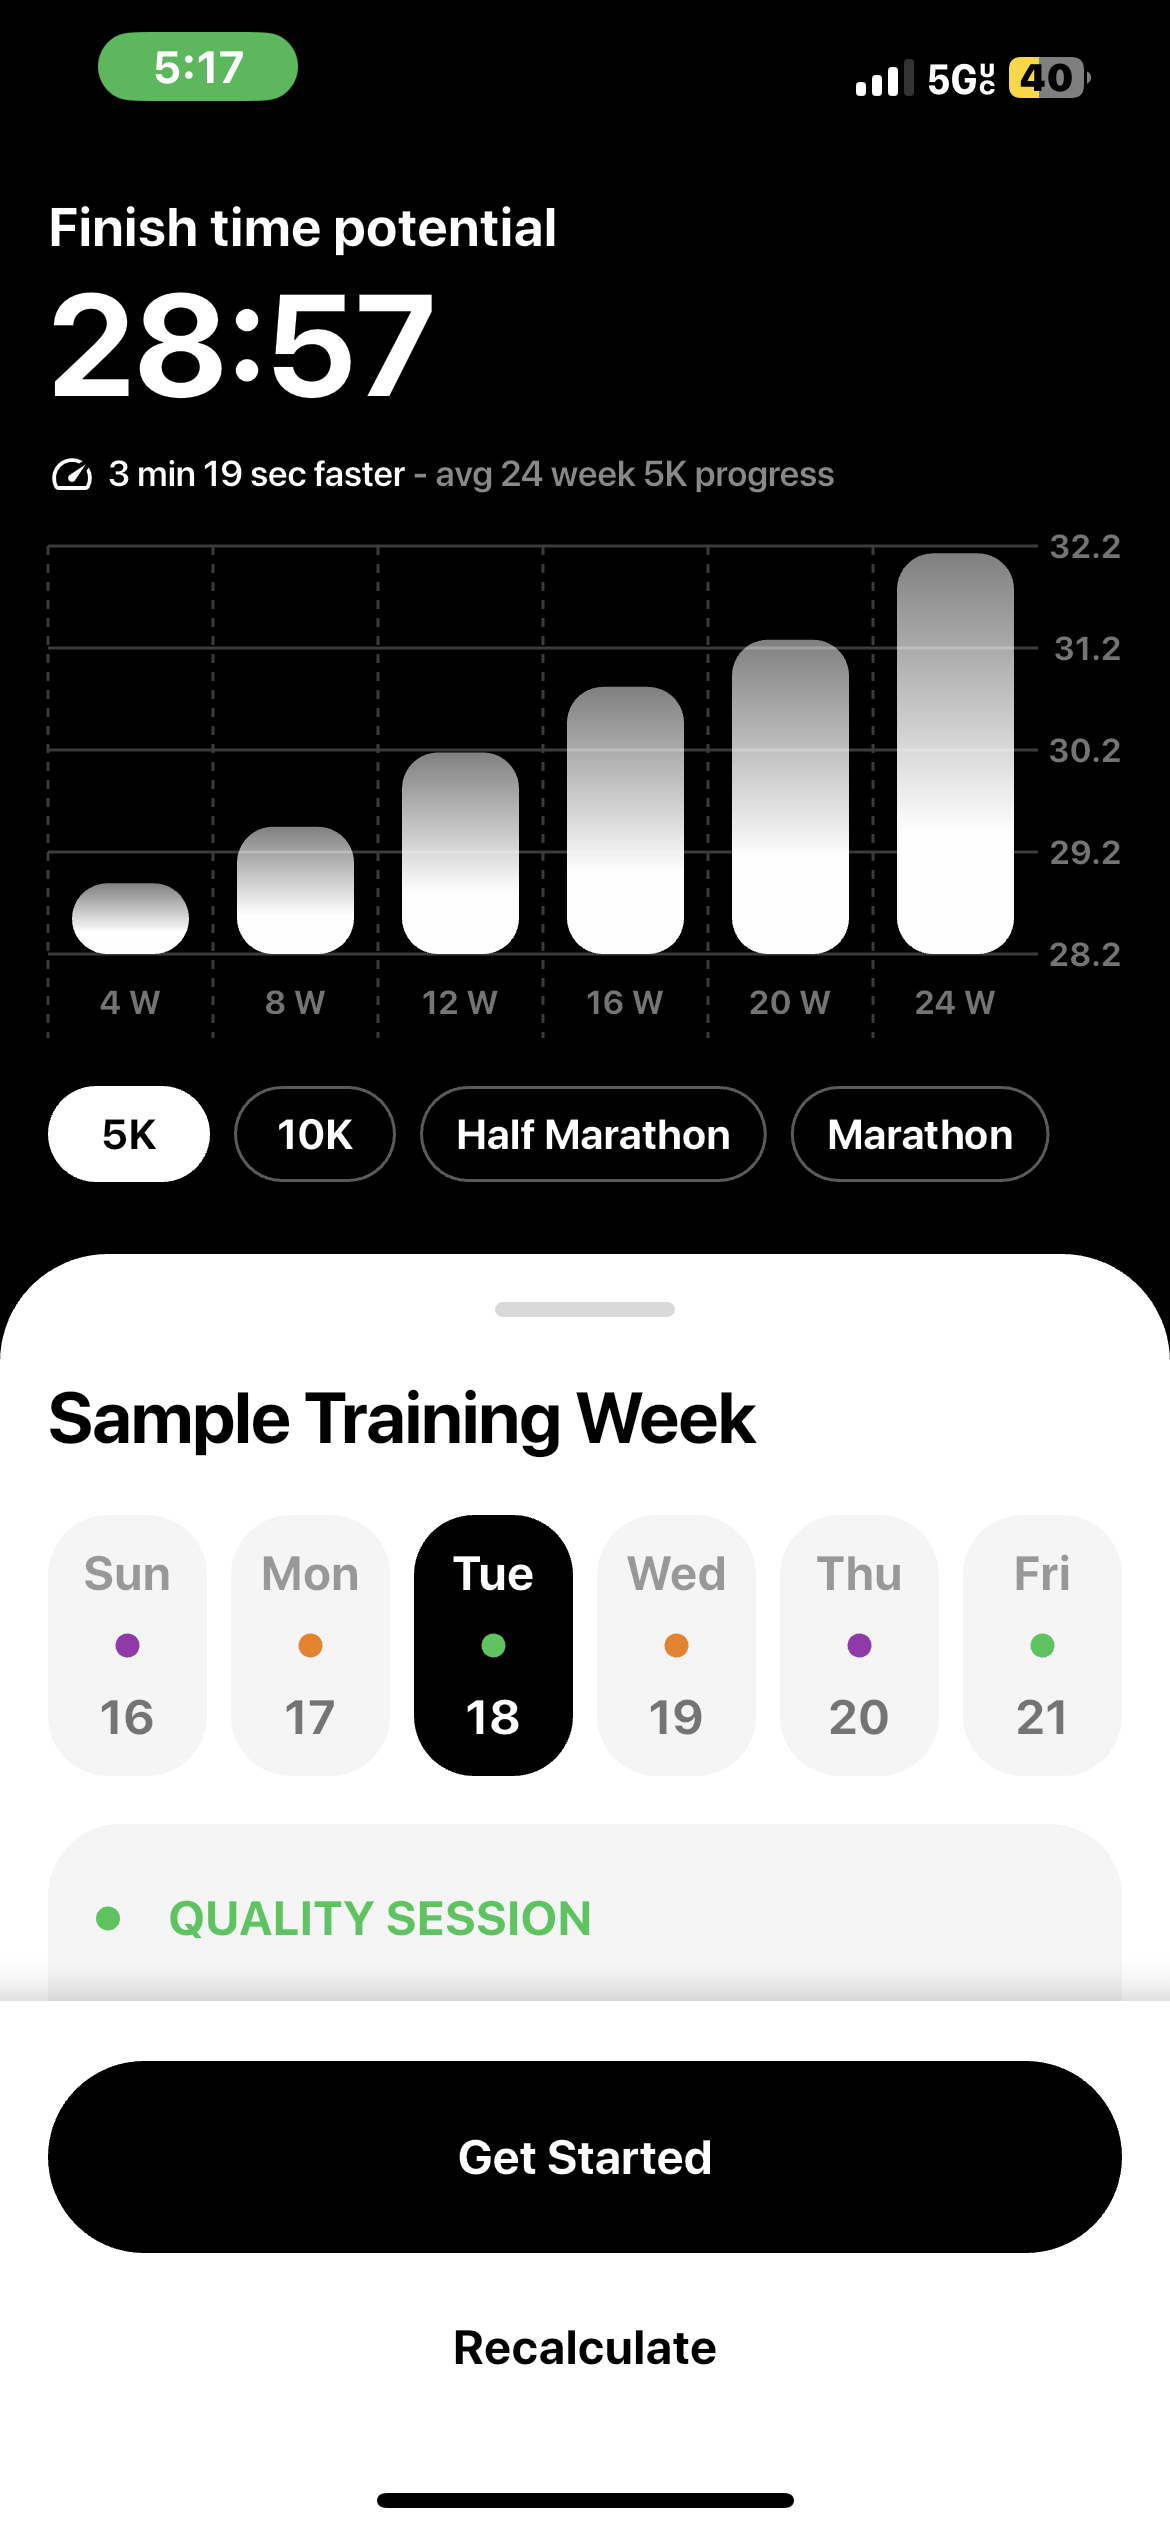 5:17
5G UC
40
Finish time potential
28:57
3 min 19 sec faster - avg 24 week 5K progress
32.2
31.2
30.2
29.2
28.2
4 W 8 W 12 W 16 W 20 W 24 W
5K 10K Half Marathon Marathon
Sample Training Week
Sun Mon Tue Wed Thu Fri
16 17 18 19 20 21
QUALITY SESSION
Get Started
Recalculate